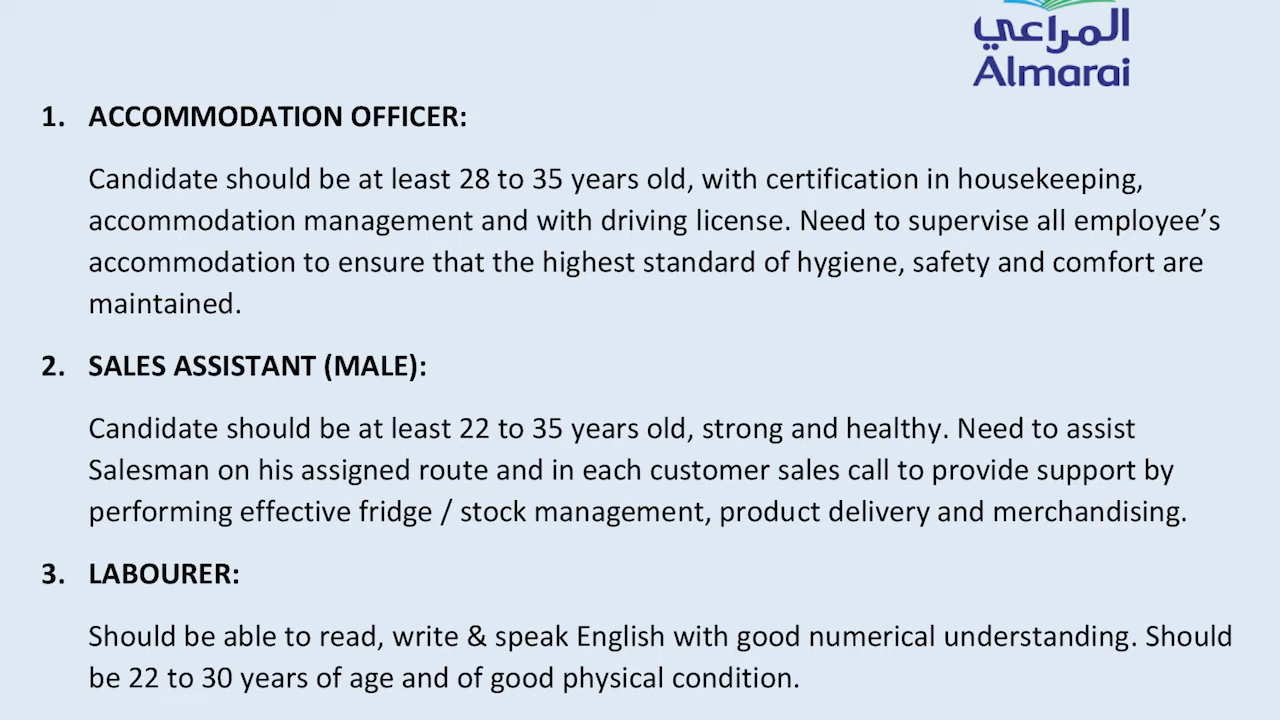 المراعي
Almarai
1. ACCOMMODATION OFFICER:
Candidate should be at least 28 to 35 years old, with certification in housekeeping,
accommodation management and with driving license. Need to supervise all employee’s
accommodation to ensure that the highest standard of hygiene, safety and comfort are
maintained.
2. SALES ASSISTANT (MALE):
Candidate should be at least 22 to 35 years old, strong and healthy. Need to assist
Salesman on his assigned route and in each customer sales call to provide support by
performing effective fridge / stock management, product delivery and merchandising.
3. LABOURER:
Should be able to read, write & speak English with good numerical understanding. Should
be 22 to 30 years of age and of good physical condition.